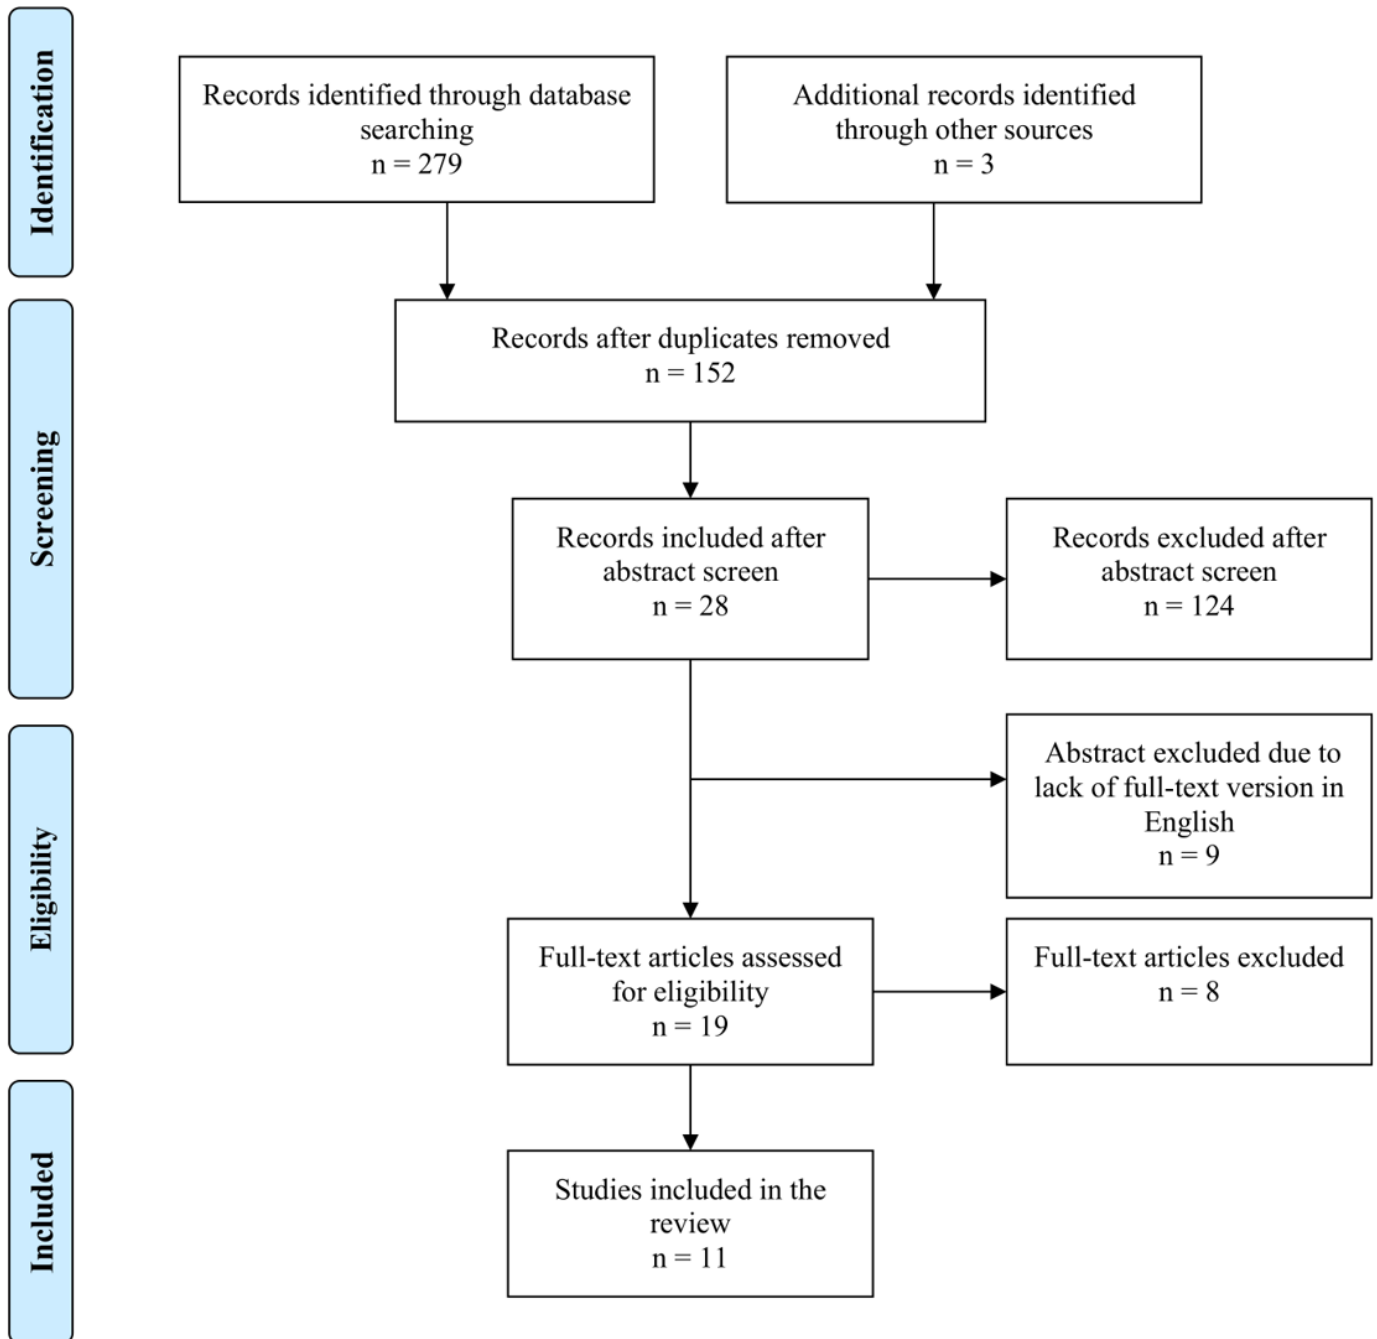 Identification
Records identified through database
searching
n = 279
Additional records identified
through other sources
n = 3
Screening
Records after duplicates removed
n = 152
Records included after
abstract screen
n = 28
Records excluded after
abstract screen
n = 124
Eligibility
Abstract excluded due to
lack of full-text version in
English
n = 9
Full-text articles assessed
for eligibility
n = 19
Full-text articles excluded
n = 8
Included
Studies included in the
review
n = 11